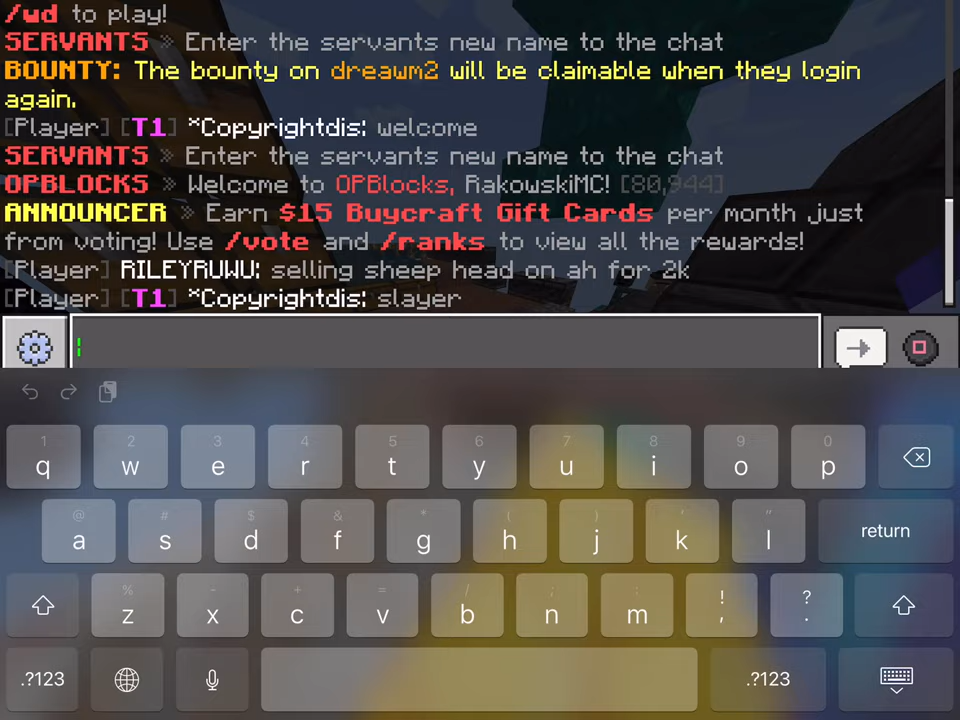 /wd to play!
SERVANTS » Enter the servants new name to the chat
BOUNTY: The bounty on dreawm2 will be claimable when they login
again.
[Player] [T1] *Copyrightdis: welcome
SERVANTS » Enter the servants new name to the chat
OPBLOCKS » Welcome to OPBlocks, RakowskiMC! [80,944]
ANNOUNCER » Earn $15 Buycraft Gift Cards per month just
from voting! Use /vote and /ranks to view all the rewards!
[Player] RILEYRUWU: selling sheep head on ah for 2k
[Player] [T1] *Copyrightdis: slayer
1 2 3 4 5 6 7 8 9 0
q w e r t y u i o p
@ # $ & * ( ) ' "
a s d f g h j k l return
% - + = / ; : ! ?
z x c v b n m , .
.?123 .?123